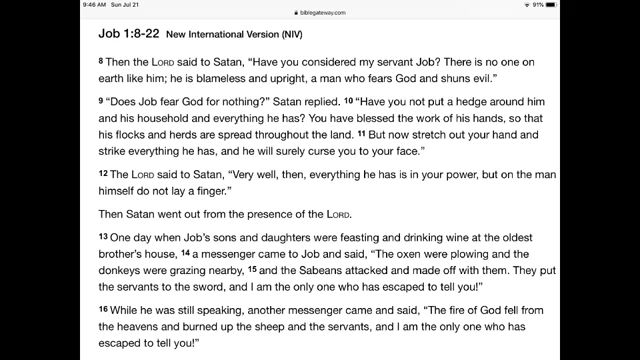 9:46 AM Sun Jul 21
91%
biblegateway.com
Job 1:8-22 New International Version (NIV)
8 Then the LORD said to Satan, “Have you considered my servant Job? There is no one on
earth like him; he is blameless and upright, a man who fears God and shuns evil.”
9 “Does Job fear God for nothing?” Satan replied. 10 “Have you not put a hedge around him
and his household and everything he has? You have blessed the work of his hands, so that
his flocks and herds are spread throughout the land. 11 But now stretch out your hand and
strike everything he has, and he will surely curse you to your face.”
12 The LORD said to Satan, “Very well, then, everything he has is in your power, but on the man
himself do not lay a finger.”
Then Satan went out from the presence of the LORD.
13 One day when Job’s sons and daughters were feasting and drinking wine at the oldest
brother’s house, 14 a messenger came to Job and said, “The oxen were plowing and the
donkeys were grazing nearby, 15 and the Sabeans attacked and made off with them. They put
the servants to the sword, and I am the only one who has escaped to tell you!”
16 While he was still speaking, another messenger came and said, “The fire of God fell from
the heavens and burned up the sheep and the servants, and I am the only one who has
escaped to tell you!”